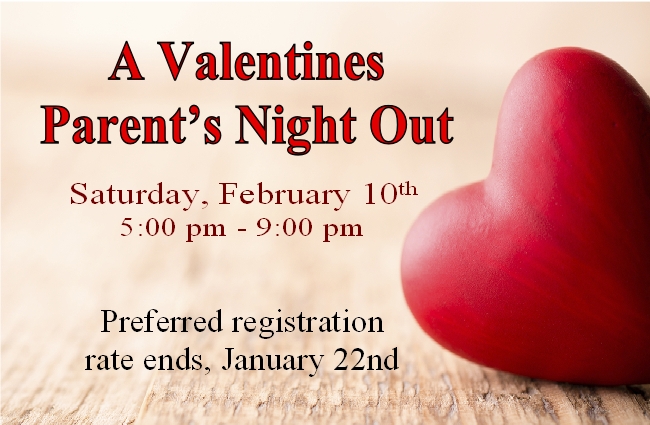 A Valentines
Parent's Night Out
Saturday, February 10th
5:00 pm - 9:00 pm
Preferred registration
rate ends, January 22nd